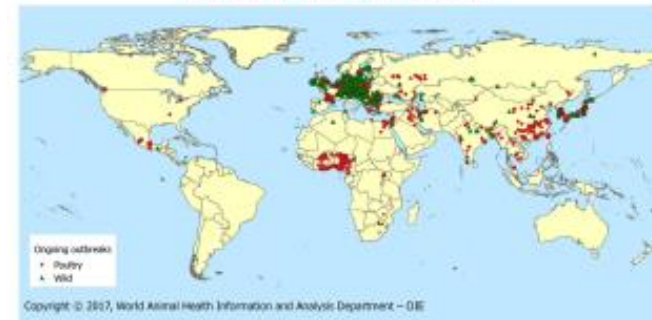 Ongoing outbreaks
Poultry
Wild
Copyright © 2017, World Animal Health Information and Analysis Department – OIE